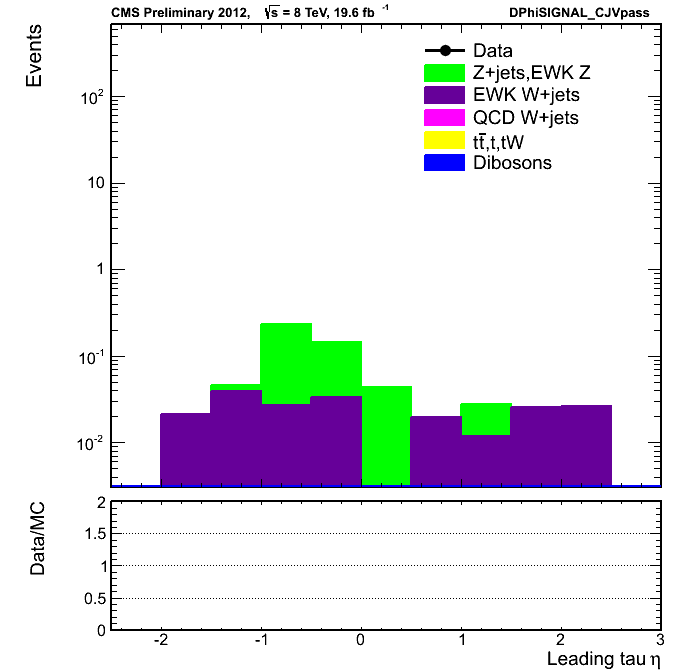 CMS Preliminary 2012, √s = 8 TeV, 19.6 fb⁻¹ DPhiSIGNAL_CJVpass
Events
Data
Z+jets,EWK Z
EWK W+jets
QCD W+jets
tt̅,t,tW
Dibosons
10²
10
1
10⁻¹
10⁻²
Data/MC
2
1.5
1
0.5
0
-2 -1 0 1 2 3
Leading tau η